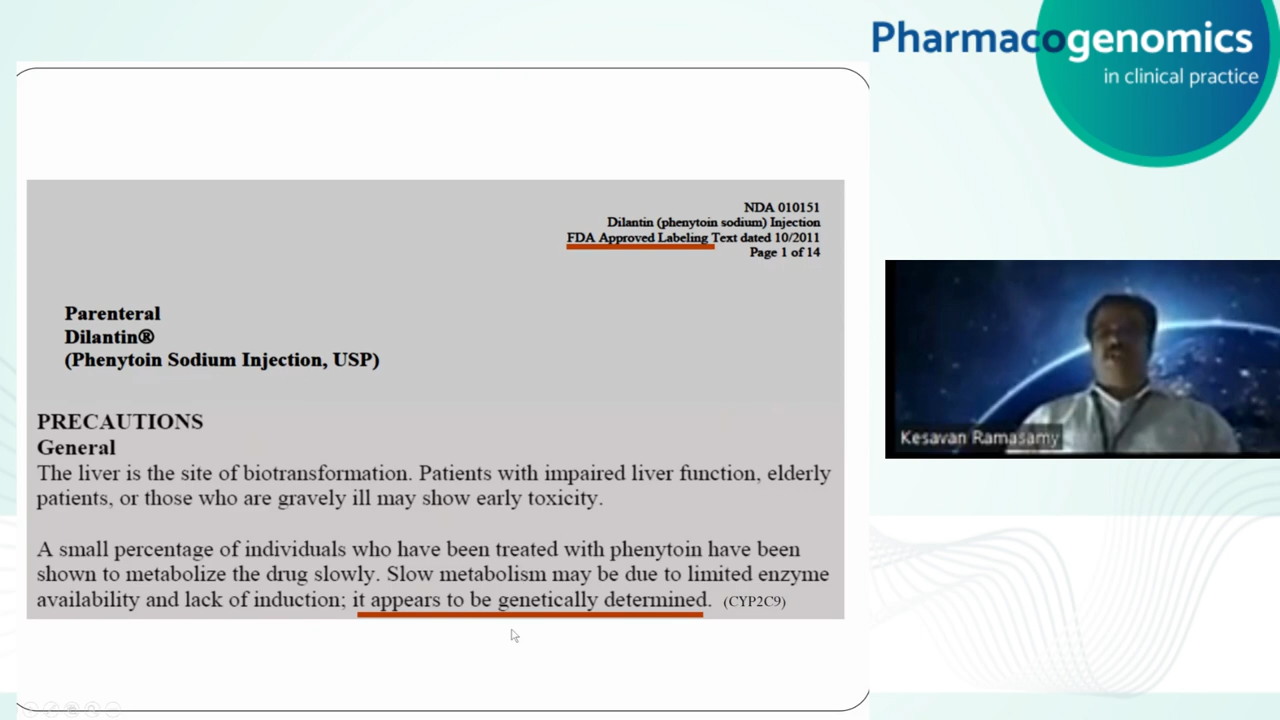 Pharmacogenomics
in clinical practice
NDA 010151
Dilantin (phenytoin sodium) Injection
FDA Approved Labeling Text dated 10/2011
Page 1 of 14
Parenteral
Dilantin®
(Phenytoin Sodium Injection, USP)
PRECAUTIONS
General
The liver is the site of biotransformation. Patients with impaired liver function, elderly
patients, or those who are gravely ill may show early toxicity.
A small percentage of individuals who have been treated with phenytoin have been
shown to metabolize the drug slowly. Slow metabolism may be due to limited enzyme
availability and lack of induction; it appears to be genetically determined. (CYP2C9)
Kesavan Ramasamy